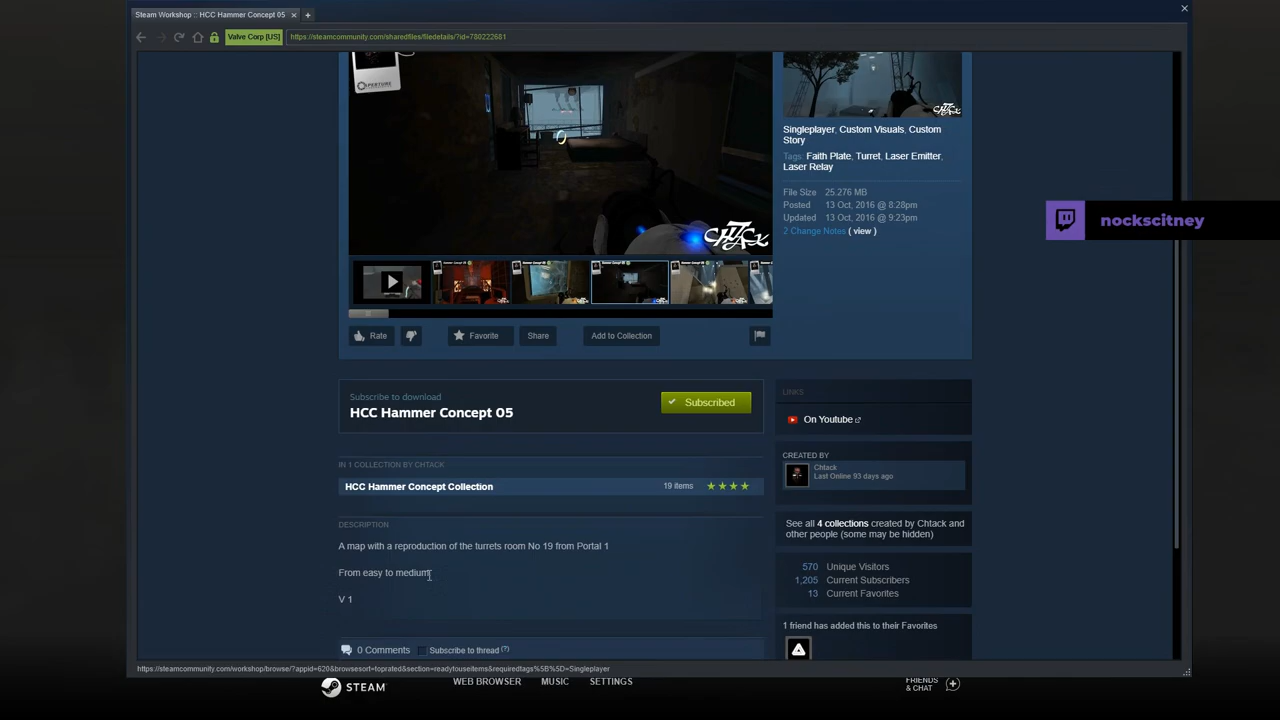 Steam Workshop :: HCC Hammer Concept 05
Valve Corp [US]
https://steamcommunity.com/sharedfiles/filedetails/?id=780222681
APERTURE
CHTACK
Singleplayer, Custom Visuals, Custom
Story
Tags: Faith Plate, Turret, Laser Emitter,
Laser Relay
File Size 25.276 MB
Posted 13 Oct, 2016 @ 8:28pm
Updated 13 Oct, 2016 @ 9:23pm
2 Change Notes ( view )
nockscitney
Rate
Favorite
Share
Add to Collection
Subscribe to download
HCC Hammer Concept 05
Subscribed
IN 1 COLLECTION BY CHTACK
HCC Hammer Concept Collection
19 items
DESCRIPTION
A map with a reproduction of the turrets room No 19 from Portal 1
From easy to medium
V 1
0 Comments
Subscribe to thread (?)
LINKS
On Youtube
CREATED BY
Chtack
Last Online 93 days ago
See all 4 collections created by Chtack and
other people (some may be hidden)
570 Unique Visitors
1,205 Current Subscribers
13 Current Favorites
1 friend has added this to their Favorites
https://steamcommunity.com/workshop/browse/?appid=620&browsesort=toprated&section=readytouseitems&requiredtags%5B%5D=Singleplayer
STEAM
WEB BROWSER
MUSIC
SETTINGS
FRIENDS
& CHAT